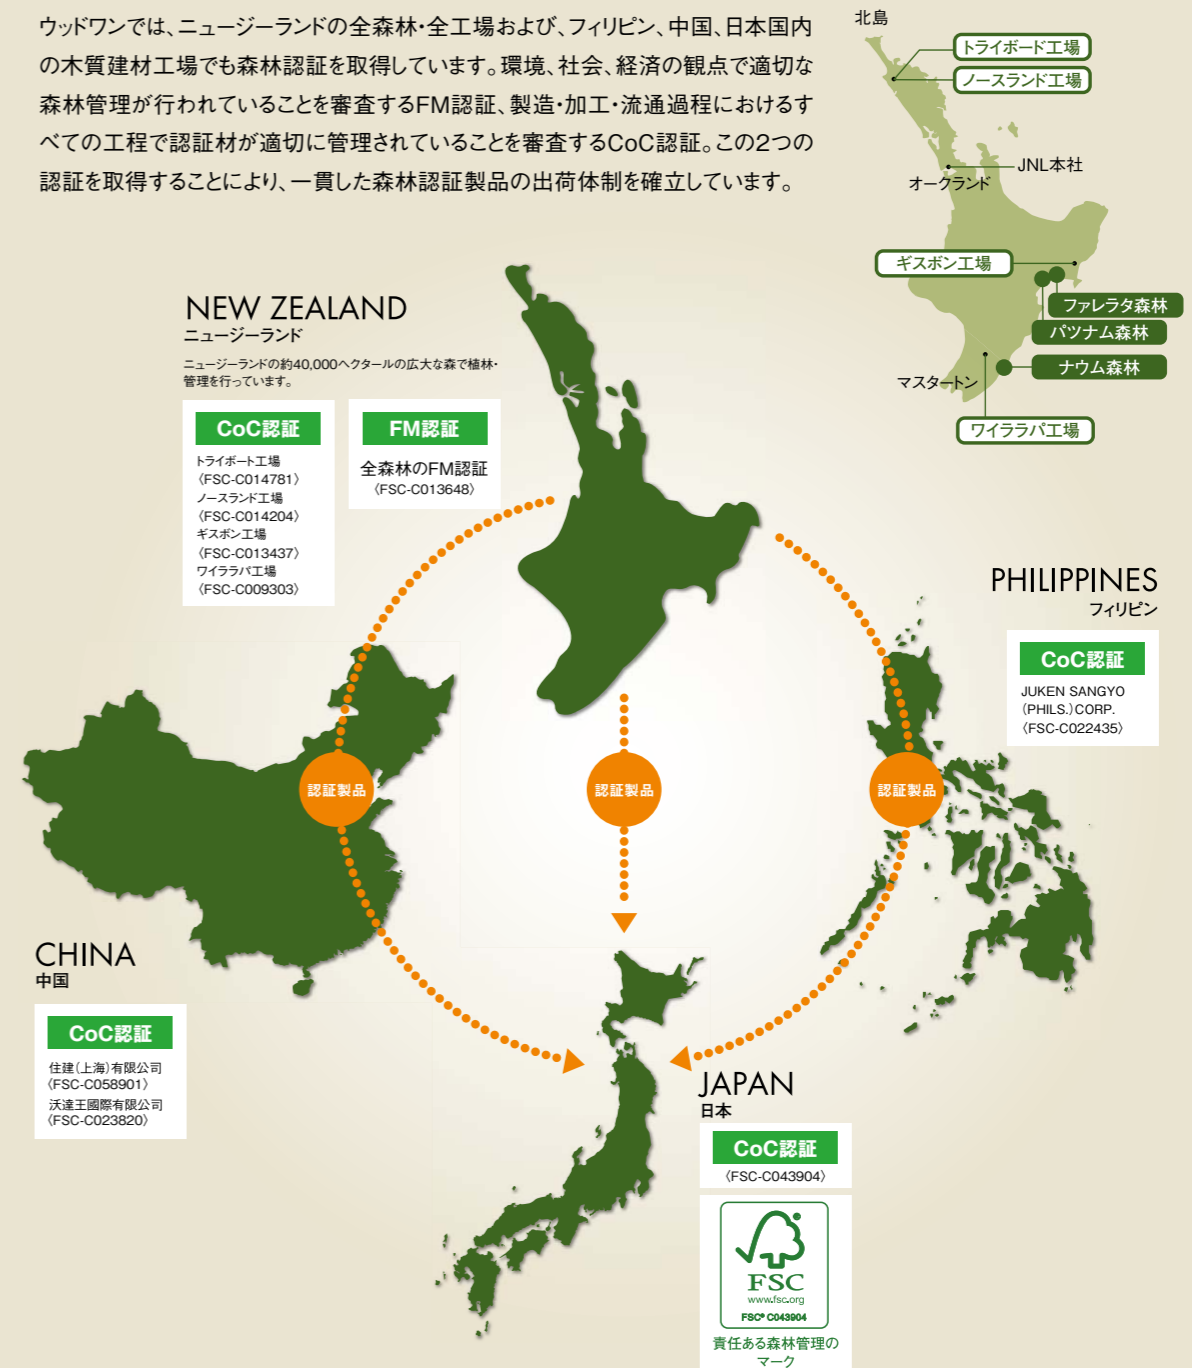 ウッドワンでは、ニュージーランドの全森林・全工場および、フィリピン、中国、日本国内
の木質建材工場でも森林認証を取得しています。環境、社会、経済の観点で適切な
森林管理が行われていることを審査するFM認証、製造・加工・流通過程におけるす
べての工程で認証材が適切に管理されていることを審査するCoC認証。この2つの
認証を取得することにより、一貫した森林認証製品の出荷体制を確立しています。
北島
トライボード工場
ノースランド工場
JNL本社
オークランド
ギスボン工場
ファレラタ森林
パツナム森林
ナウム森林
マスタートン
ワイララパ工場
NEW ZEALAND
ニュージーランド
ニュージーランドの約40,000ヘクタールの広大な森で植林・
管理を行っています。
CoC認証
トライボート工場
〈FSC-C014781〉
ノースランド工場
〈FSC-C014204〉
ギスボン工場
〈FSC-C013437〉
ワイララパ工場
〈FSC-C009303〉
FM認証
全森林のFM認証
〈FSC-C013648〉
PHILIPPINES
フィリピン
CoC認証
JUKEN SANGYO
(PHILS.)CORP.
〈FSC-C022435〉
認証製品
認証製品
認証製品
CHINA
中国
CoC認証
住建(上海)有限公司
〈FSC-C058901〉
沃達王國際有限公司
〈FSC-C023820〉
JAPAN
日本
CoC認証
〈FSC-C043904〉
FSC
www.fsc.org
FSC® C043904
責任ある森林管理の
マーク